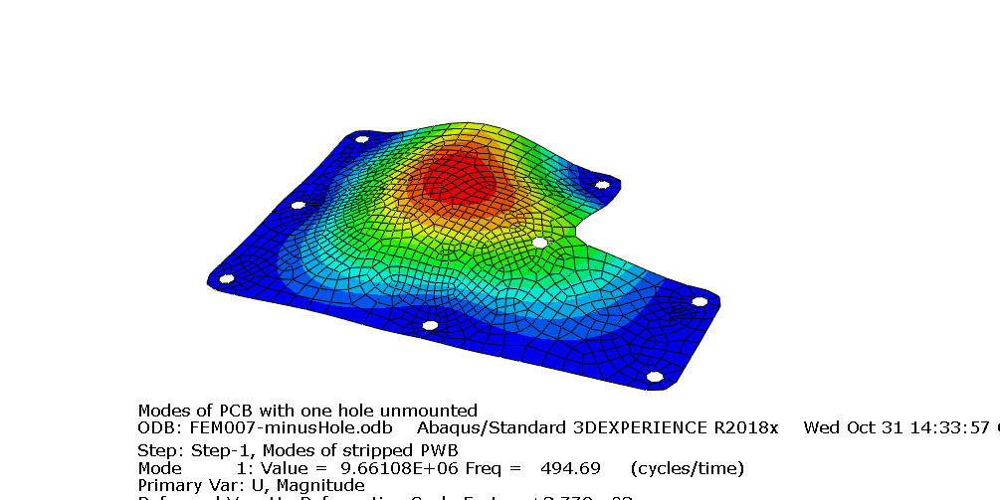 Modes of PCB with one hole unmounted
ODB: FEM007-minusHole.odb    Abaqus/Standard 3DEXPERIENCE R2018x    Wed Oct 31 14:33:57
Step: Step-1, Modes of stripped PWB
Mode        1: Value =  9.66108E+06 Freq =   494.69    (cycles/time)
Primary Var: U, Magnitude